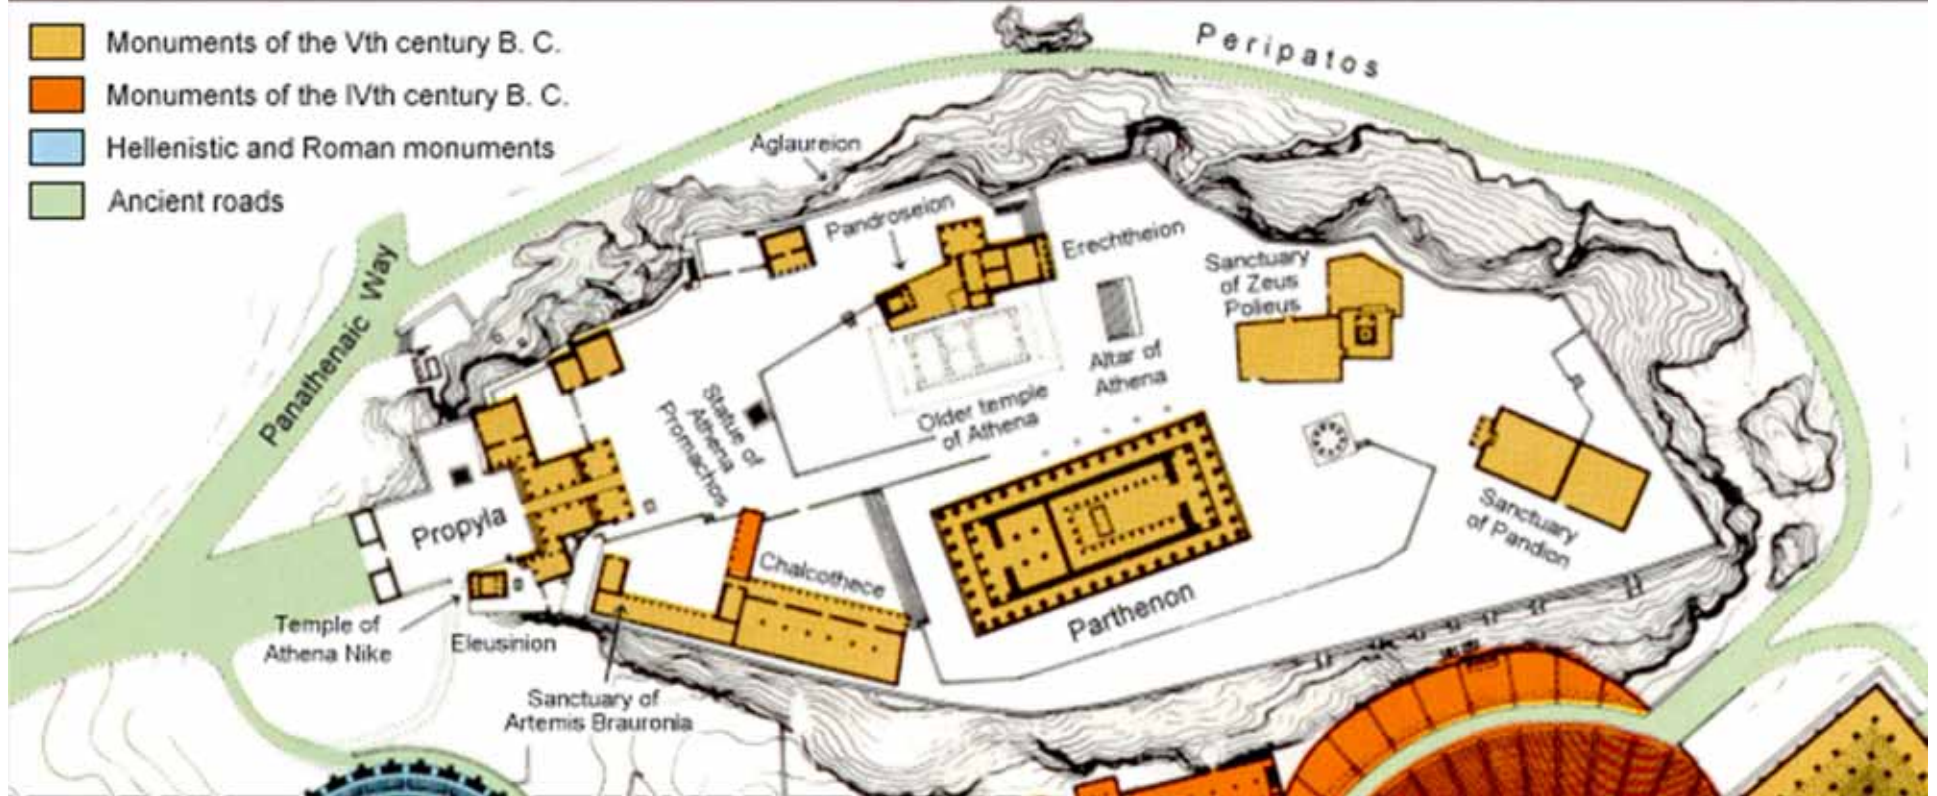 Monuments of the Vth century B. C.
Monuments of the IVth century B. C.
Hellenistic and Roman monuments
Ancient roads
Peripatos
Panathenaic Way
Aglaureion
Pandroseion
Erechtheion
Sanctuary
of Zeus
Polieus
Altar of
Athena
Older temple
of Athena
Statue of
Athena
Promachos
Propyla
Chalcothece
Parthenon
Sanctuary
of Pandion
Temple of
Athena Nike
Eleusinion
Sanctuary of
Artemis Brauronia